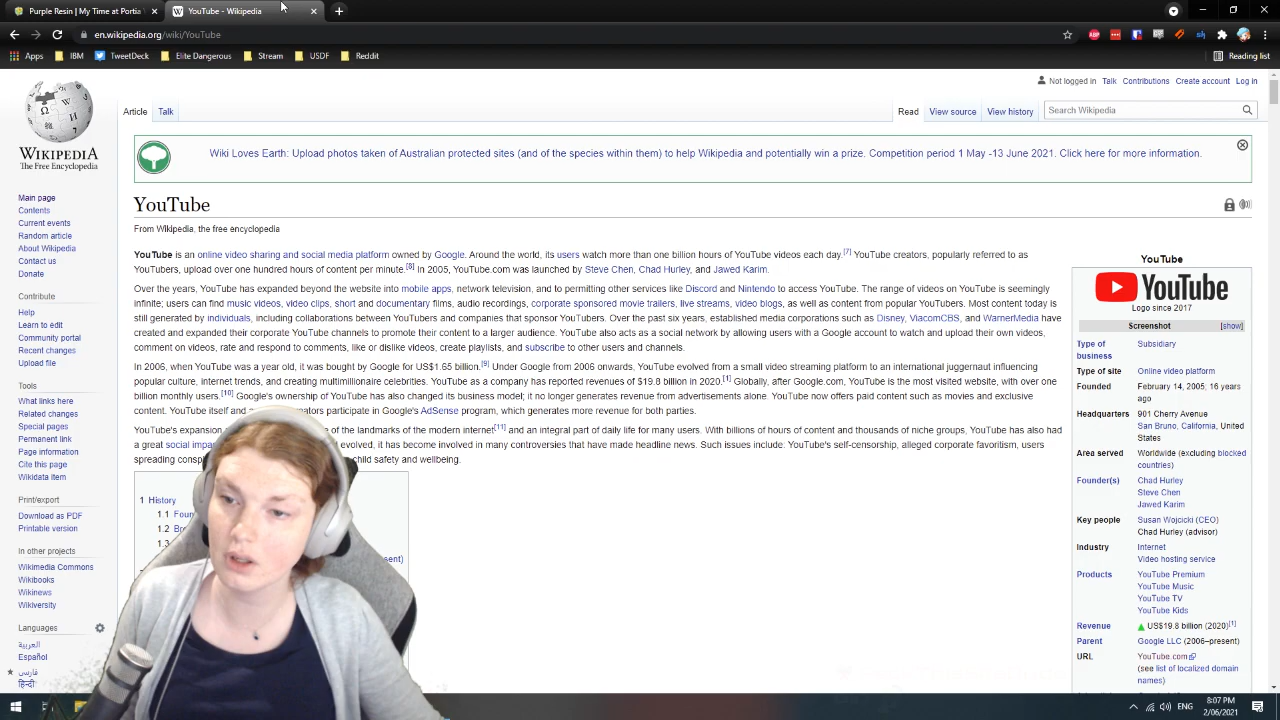 Purple Resin | My Time at Portia
YouTube - Wikipedia
en.wikipedia.org/wiki/YouTube
Apps IBM TweetDeck Elite Dangerous Stream USDF Reddit Reading list
Not logged in Talk Contributions Create account Log in
Article Talk Read View source View history Search Wikipedia
WIKIPEDIA
The Free Encyclopedia
Wiki Loves Earth: Upload photos taken of Australian protected sites (and of the species within them) to help Wikipedia and potentially win a prize. Competition period 1 May -13 June 2021. Click here for more information.
Main page
Contents
Current events
Random article
About Wikipedia
Contact us
Donate
Contribute
Help
Learn to edit
Community portal
Recent changes
Upload file
Tools
What links here
Related changes
Special pages
Permanent link
Page information
Cite this page
Wikidata item
Print/export
Download as PDF
Printable version
In other projects
Wikimedia Commons
Wikibooks
Wikinews
Wikiversity
Languages
العربية
Español
فارسی
हिन्दी
YouTube
From Wikipedia, the free encyclopedia
YouTube is an online video sharing and social media platform owned by Google. Around the world, its users watch more than one billion hours of YouTube videos each day.[7] YouTube creators, popularly referred to as
YouTubers, upload over one hundred hours of content per minute.[8] In 2005, YouTube.com was launched by Steve Chen, Chad Hurley, and Jawed Karim.
Over the years, YouTube has expanded beyond the website into mobile apps, network television, and to permitting other services like Discord and Nintendo to access YouTube. The range of videos on YouTube is seemingly
infinite; users can find music videos, video clips, short and documentary films, audio recordings, corporate sponsored movie trailers, live streams, video blogs, as well as content from popular YouTubers. Most content today is
still generated by individuals, including collaborations between YouTubers and companies that sponsor YouTubers. Over the past six years, established media corporations such as Disney, ViacomCBS, and WarnerMedia have
created and expanded their corporate YouTube channels to promote their content to a larger audience. YouTube also acts as a social network by allowing users with a Google account to watch and upload their own videos,
comment on videos, rate and respond to comments, like or dislike videos, create playlists, and subscribe to other users and channels.
In 2006, when YouTube was a year old, it was bought by Google for US$1.65 billion.[9] Under Google from 2006 onwards, YouTube evolved from a small video streaming platform to an international juggernaut influencing
popular culture, internet trends, and creating multimillionaire celebrities. YouTube as a company has reported revenues of $19.8 billion in 2020.[1] Globally, after Google.com, YouTube is the most visited website, with over one
billion monthly users.[10] Google's ownership of YouTube has also changed its business model; it no longer generates revenue from advertisements alone. YouTube now offers paid content such as movies and exclusive
content. YouTube itself and a ators participate in Google's AdSense program, which generates more revenue for both parties.
YouTube's expansion e of the landmarks of the modern internet[11] and an integral part of daily life for many users. With billions of hours of content and thousands of niche groups, YouTube has also had
a great social impac evolved, it has become involved in many controversies that have made headline news. Such issues include: YouTube's self-censorship, alleged corporate favoritism, users
spreading consp child safety and wellbeing.
1 History
1.1 Foun
1.2 Br
1.3
ent)
YouTube
YouTube
Logo since 2017
Screenshot [show]
Type of business Subsidiary
Type of site Online video platform
Founded February 14, 2005; 16 years ago
Headquarters 901 Cherry Avenue
San Bruno, California, United States
Area served Worldwide (excluding blocked countries)
Founder(s) Chad Hurley
Steve Chen
Jawed Karim
Key people Susan Wojcicki (CEO)
Chad Hurley (advisor)
Industry Internet
Video hosting service
Products YouTube Premium
YouTube Music
YouTube TV
YouTube Kids
Revenue US$19.8 billion (2020)[1]
Parent Google LLC (2006–present)
URL YouTube.com
(see list of localized domain names)
ENG 8:07 PM
2/06/2021